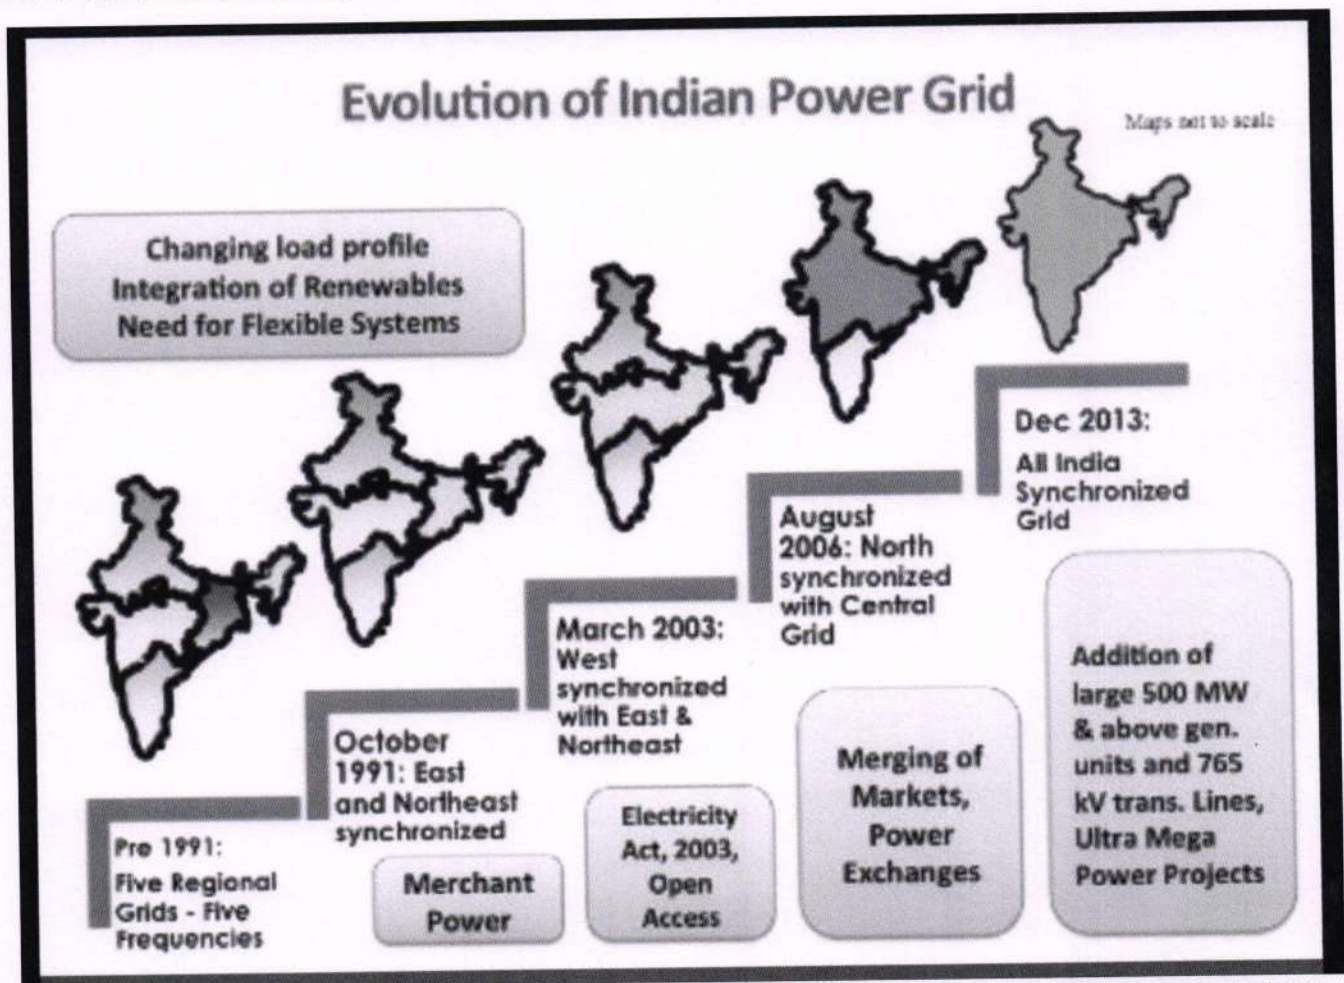 Evolution of Indian Power Grid
Maps not to scale
Changing load profile
Integration of Renewables
Need for Flexible Systems
Pre 1991:
Five Regional
Grids - Five
Frequencies
October
1991: East
and Northeast
synchronized
March 2003:
West
synchronized
with East &
Northeast
August
2006: North
synchronized
with Central
Grid
Dec 2013:
All India
Synchronized
Grid
Merchant
Power
Electricity
Act, 2003,
Open
Access
Merging of
Markets,
Power
Exchanges
Addition of
large 500 MW
& above gen.
units and 765
kV trans. Lines,
Ultra Mega
Power Projects